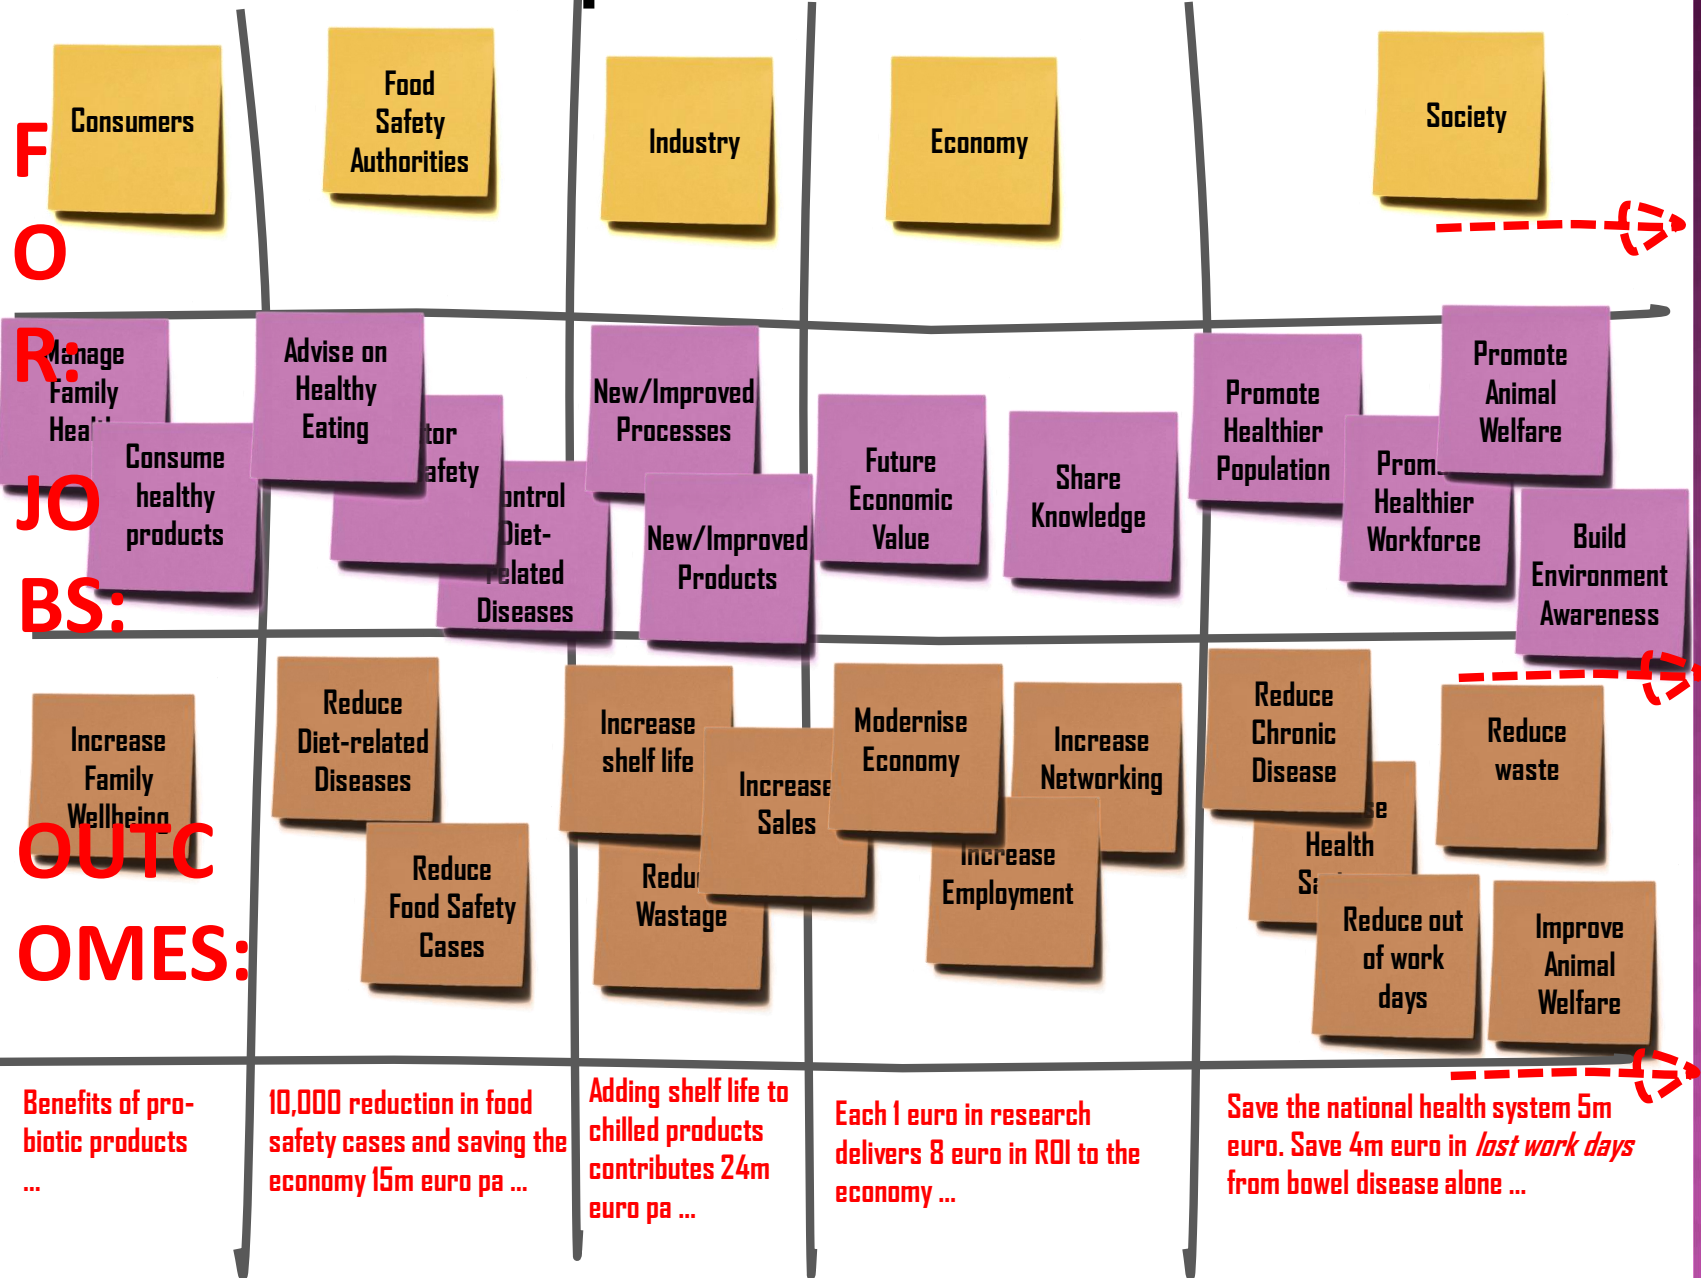 Consumers
Food
Safety
Authorities
Industry
Economy
Society
F
O
R:
Manage
Family
Consume
healthy
products
Advise on
Healthy
Eating
Diet-
Diseases
New/Improved
Processes
New/Improved
Products
Future
Economic
Value
Share
Knowledge
Promote
Healthier
Population
Healthier
Workforce
Promote
Animal
Welfare
Build
Environment
Awareness
JO
BS:
Increase
Family
Wellbeing
Reduce
Diet-related
Diseases
Reduce
Food Safety
Cases
Increase
shelf life
Wastage
Increase
Sales
Modernise
Economy
Increase
Networking
Increase
Employment
Reduce
Chronic
Disease
Health
Reduce out
of work
days
Reduce
waste
Improve
Animal
Welfare
OUTC
OMES:
Benefits of pro-
biotic products
...
10,000 reduction in food
safety cases and saving the
economy 15m euro pa ...
Adding shelf life to
chilled products
contributes 24m
euro pa ...
Each 1 euro in research
delivers 8 euro in ROI to the
economy ...
Save the national health system 5m
euro. Save 4m euro in lost work days
from bowel disease alone ...